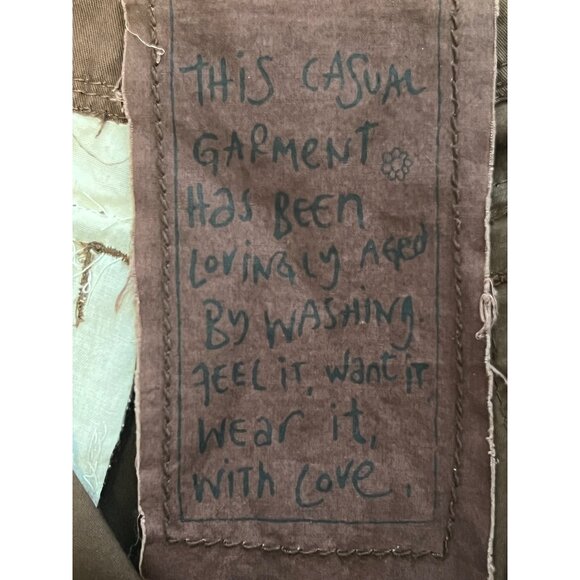 THiS CASUAL
GARMENT
Has BEEN
LOVINGLY AGED
By WASHING.
FEEL iT, Want iT,
Wear it,
With Love.